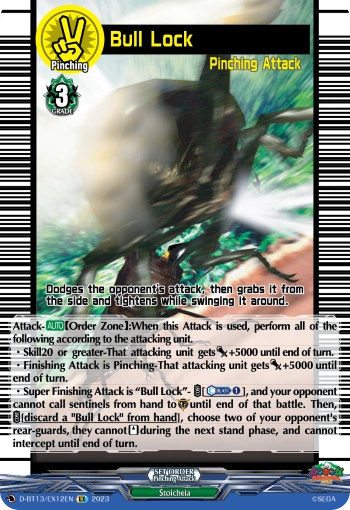 Bull Lock
Pinching
Pinching Attack
3
GRADE
Dodges the opponent's attack, then grabs it from
the side and tightens while swinging it around.
Attack-AUTO[Order Zone]:When this Attack is used, perform all of the
following according to the attacking unit.
・Skill20 or greater-That attacking unit gets +5000 until end of turn.
・Finishing Attack is Pinching-That attacking unit gets +5000 until
end of turn.
・Super Finishing Attack is "Bull Lock"- [1], and your opponent
cannot call sentinels from hand to until end of that battle. Then,
[discard a "Bull Lock" from hand], choose two of your opponent's
rear-guards, they cannot during the next stand phase, and cannot
intercept until end of turn.
SET ORDER
Pinching Attack
Stoicheia
D-BT13/EX12EN EX 2023
©SEGA